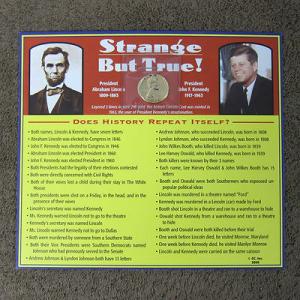 Strange
But True!
President
Abraham Lincoln
1809-1865
President
John F. Kennedy
1917-1963
DOES HISTORY REPEAT ITSELF?
• Both names, Lincoln & Kennedy, have seven letters
• Abraham Lincoln was elected to Congress in 1846
• John F. Kennedy was elected to Congress in 1946
• Abraham Lincoln was elected President in 1860
• John F. Kennedy was elected President in 1960
• Both Presidents had the legality of their elections contested
• Both were directly concerned with Civil Rights
• Both of their wives lost a child during their stay in The White
House
• Both presidents were shot on a Friday, in the head, and in the
presence of their wives
• Lincoln's secretary was named Kennedy
• Ms. Kennedy warned Lincoln not to go to the theatre
• Kennedy's secretary was named Lincoln
• Ms. Lincoln warned Kennedy not to go to Dallas
• Both were murdered by someone from a Southern State
• Both their Vice Presidents were Southern Democrats named
Johnson who had previously served in the Senate
• Andrew Johnson & Lyndon Johnson both have 13 letters
• Andrew Johnson, who succeeded Lincoln, was born in 1808
• Lyndon Johnson, who succeeded Kennedy, was born in 1908
• John Wilkes Booth, who killed Lincoln, was born in 1839
• Lee Harvey Oswald, who killed Kennedy, was born in 1939
• Both killers were known by their 3 names
• Both names, Lee Harvey Oswald & John Wilkes Booth, has 15
letters
• Booth and Oswald were both Southerners who espoused un-
popular political ideas
• Lincoln was murdered in a theatre named "Ford"
• Kennedy was murdered in a Lincoln (car) made by Ford
• Booth shot Lincoln in a theatre and ran to a warehouse to hide
• Oswald shot Kennedy from a warehouse and ran to a theatre
to hide
• Booth and Oswald were both killed before their trial
• One week before Lincoln died, he visited Monroe, Maryland
• One week before Kennedy died, he visited Marilyn Monroe
• Lincoln and Kennedy were carried on the same caisson